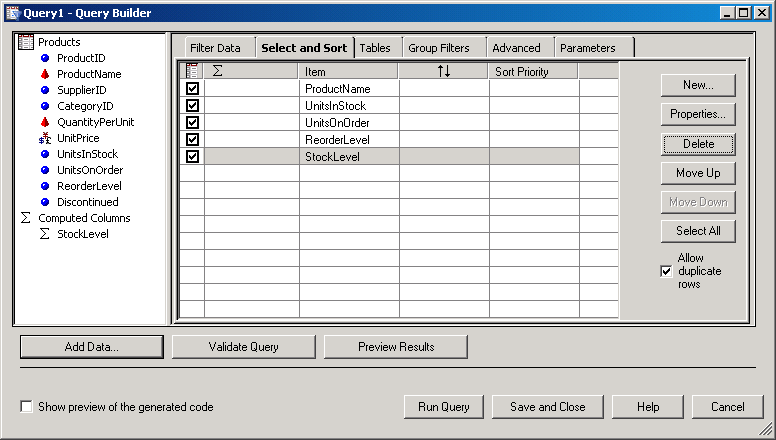 Query1 - Query Builder
Products
ProductID
ProductName
SupplierID
CategoryID
QuantityPerUnit
UnitPrice
UnitsInStock
UnitsOnOrder
ReorderLevel
Discontinued
Σ Computed Columns
Σ StockLevel
Filter Data Select and Sort Tables Group Filters Advanced Parameters
Σ Item Sort Priority
ProductName
UnitsInStock
UnitsOnOrder
ReorderLevel
StockLevel
New...
Properties...
Delete
Move Up
Move Down
Select All
Allow
duplicate
rows
Add Data... Validate Query Preview Results
Show preview of the generated code
Run Query Save and Close Help Cancel